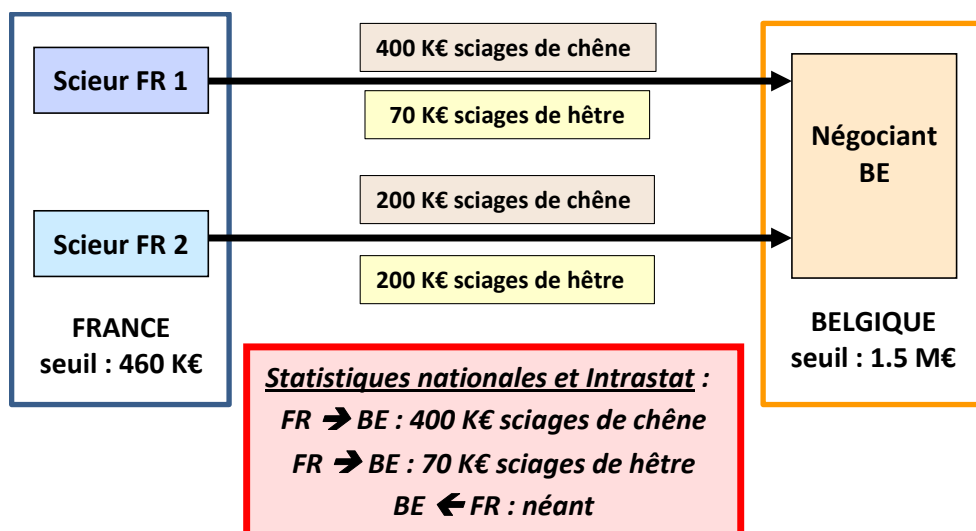 Scieur FR 1
400 K€ sciages de chêne
70 K€ sciages de hêtre
Scieur FR 2
200 K€ sciages de chêne
200 K€ sciages de hêtre
Négociant
BE
FRANCE
seuil : 460 K€
BELGIQUE
seuil : 1.5 M€
Statistiques nationales et Intrastat :
FR ➔ BE : 400 K€ sciages de chêne
FR ➔ BE : 70 K€ sciages de hêtre
BE 🡸 FR : néant